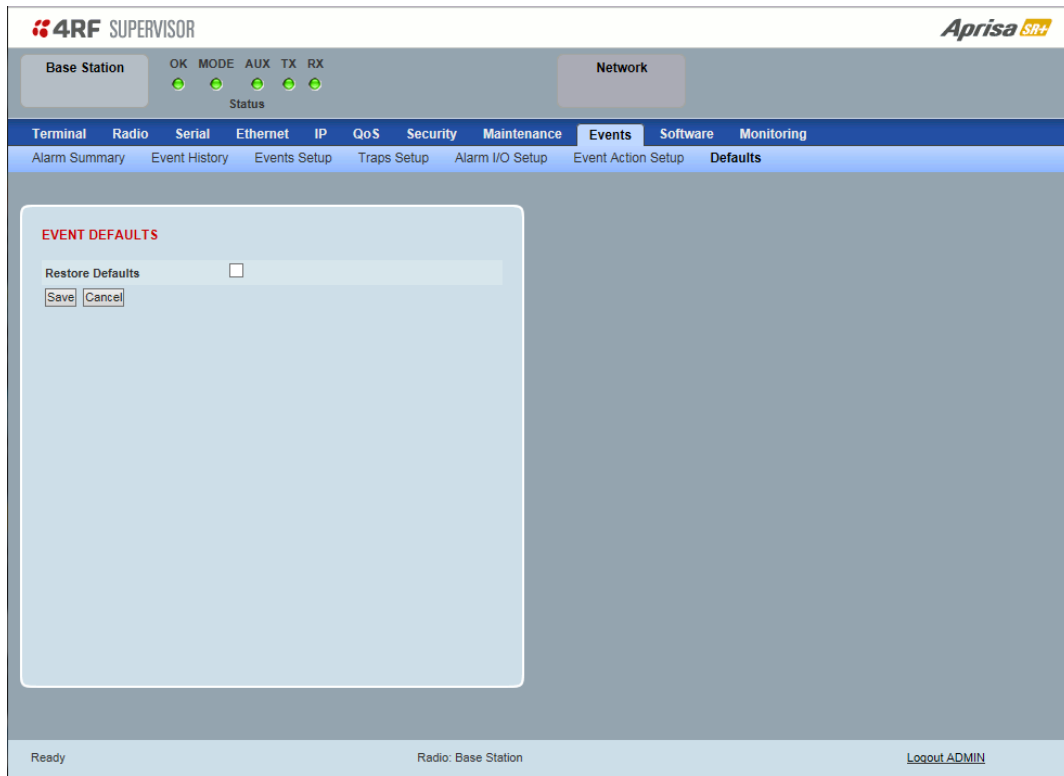 4RF SUPERVISOR
Aprisa SR+
Base Station
OK MODE AUX TX RX
Status
Network
Terminal Radio Serial Ethernet IP QoS Security Maintenance Events Software Monitoring
Alarm Summary Event History Events Setup Traps Setup Alarm I/O Setup Event Action Setup Defaults
EVENT DEFAULTS
Restore Defaults
Save Cancel
Ready Radio: Base Station Logout ADMIN